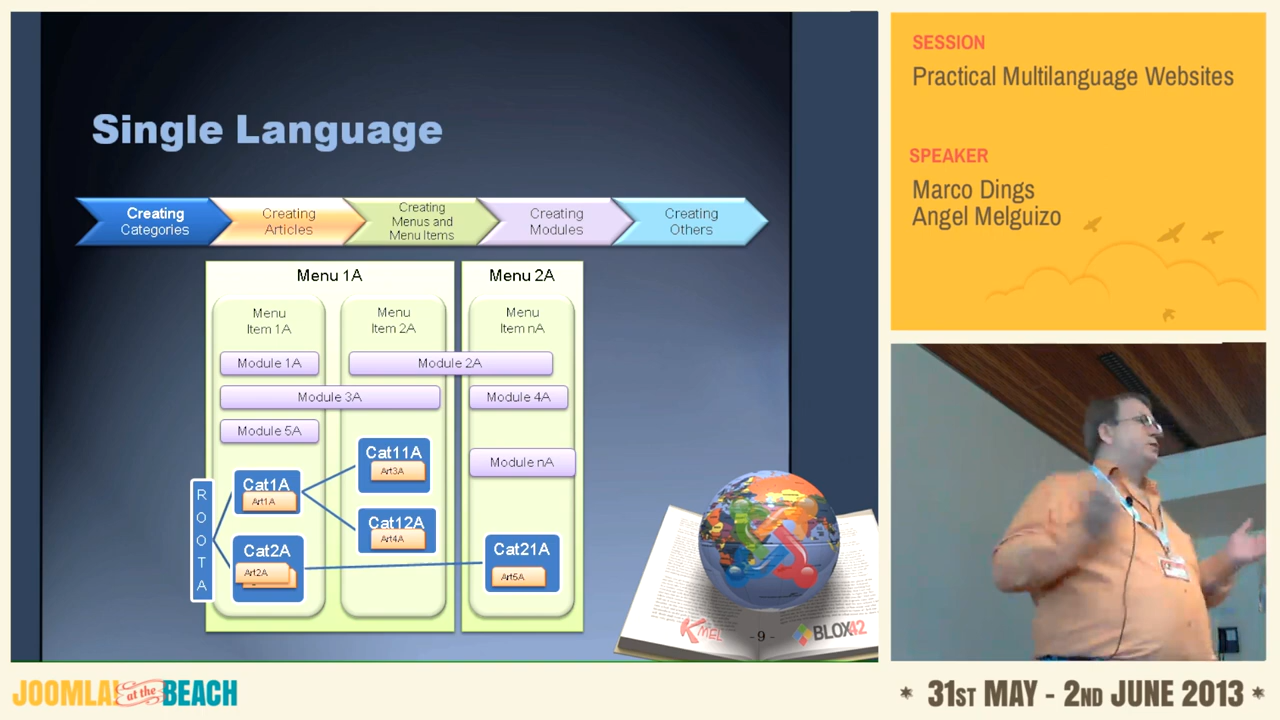 Single Language
Creating
Categories
Creating
Articles
Creating
Menus and
Menu Items
Creating
Modules
Creating
Others
Menu 1A
Menu 2A
Menu
Item 1A
Menu
Item 2A
Menu
Item nA
Module 1A
Module 2A
Module 3A
Module 4A
Module 5A
Module nA
ROOTA
Cat1A
Art1A
Cat11A
Art3A
Cat12A
Art4A
Cat2A
Art2A
Cat21A
Art5A
KMEL
- 9 -
BLOX42
SESSION
Practical Multilanguage Websites
SPEAKER
Marco Dings
Angel Melguizo
JOOMLA! at the BEACH
* 31ST MAY - 2ND JUNE 2013 *